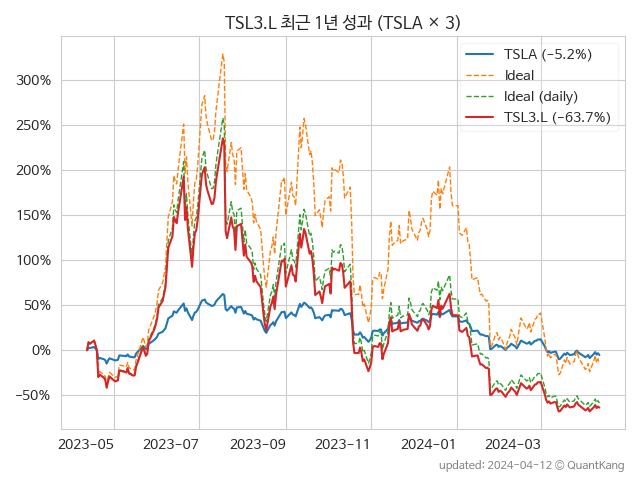 TSL3.L 최근 1년 성과 (TSLA × 3)
TSLA (−5.2%)
Ideal
Ideal (daily)
TSL3.L (−63.7%)
300%
250%
200%
150%
100%
50%
0%
−50%
2023-05
2023-07
2023-09
2023-11
2024-01
2024-03
updated: 2024-04-12 © QuantKang